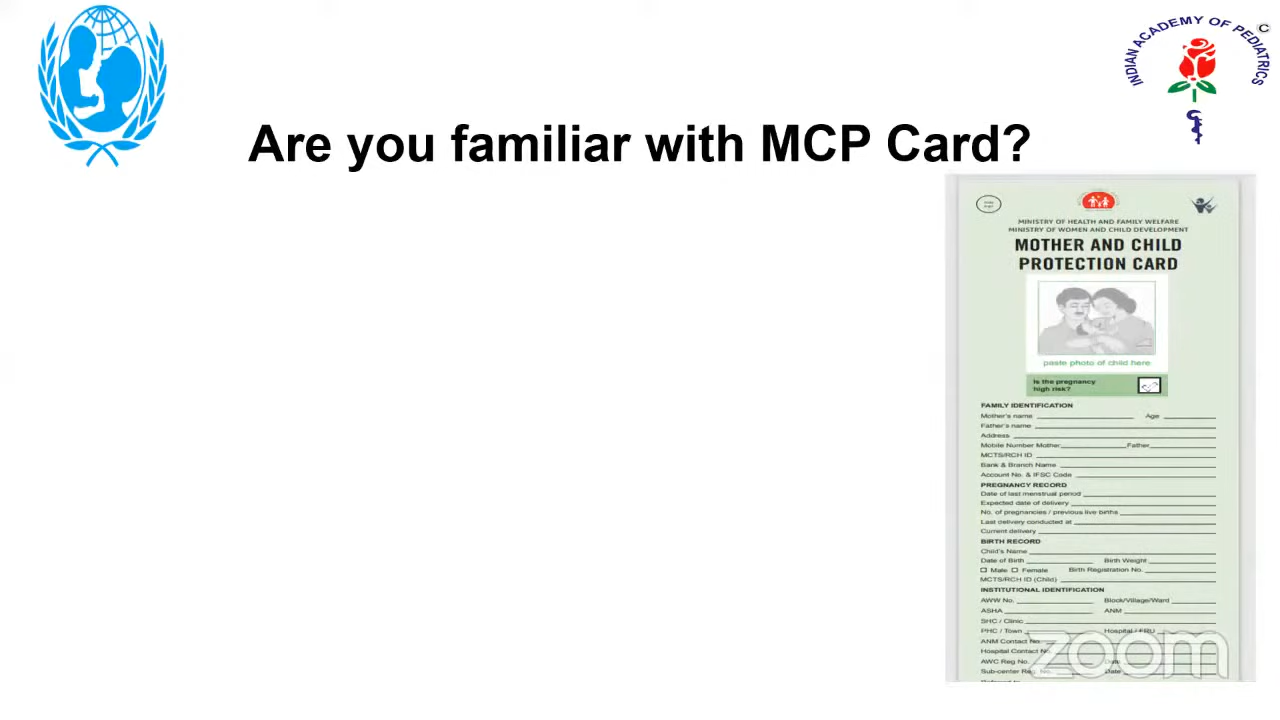 INDIAN ACADEMY OF PEDIATRICS
©
Are you familiar with MCP Card?
MINISTRY OF HEALTH AND FAMILY WELFARE
MINISTRY OF WOMEN AND CHILD DEVELOPMENT
MOTHER AND CHILD
PROTECTION CARD
paste photo of child here
Is the pregnancy
high risk?
FAMILY IDENTIFICATION
Mother's name Age
Father's name
Address
Mobile Number Mother Father
MCTS/RCH ID
Bank & Branch Name
Account No. & IFSC Code
PREGNANCY RECORD
Date of last menstrual period
Expected date of delivery
No. of pregnancies / previous live births
Last delivery conducted at
Current delivery
BIRTH RECORD
Child's Name
Date of Birth Birth Weight
Male Female Birth Registration No.
MCTS/RCH ID (Child)
INSTITUTIONAL IDENTIFICATION
AWW No. Block/Village/Ward
ASHA ANM
SHC / Clinic
PHC / Town Hospital / FRU
ANM Contact No.
Hospital Contact No.
AWC Reg No. Date
Sub-center Reg. No. Date
zoom